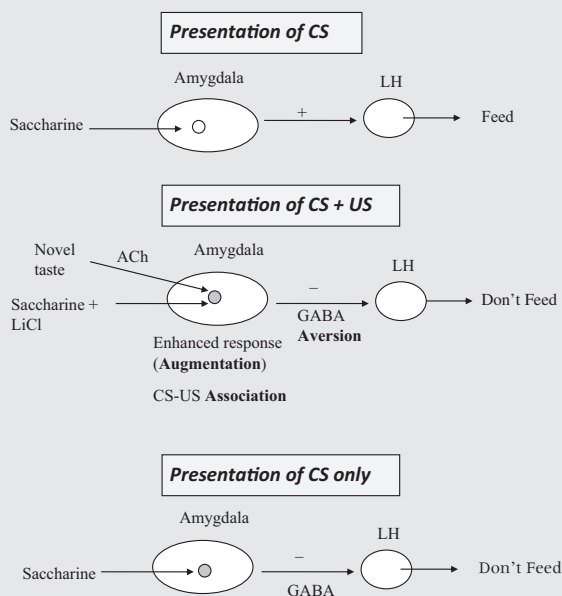 Presentation of CS
Amygdala
LH
Saccharine
+
Feed
Presentation of CS + US
Novel
taste
ACh
Amygdala
LH
Saccharine +
LiCl
−
GABA
Aversion
Don’t Feed
Enhanced response
(Augmentation)
CS-US Association
Presentation of CS only
Amygdala
LH
Saccharine
−
GABA
Don’t Feed